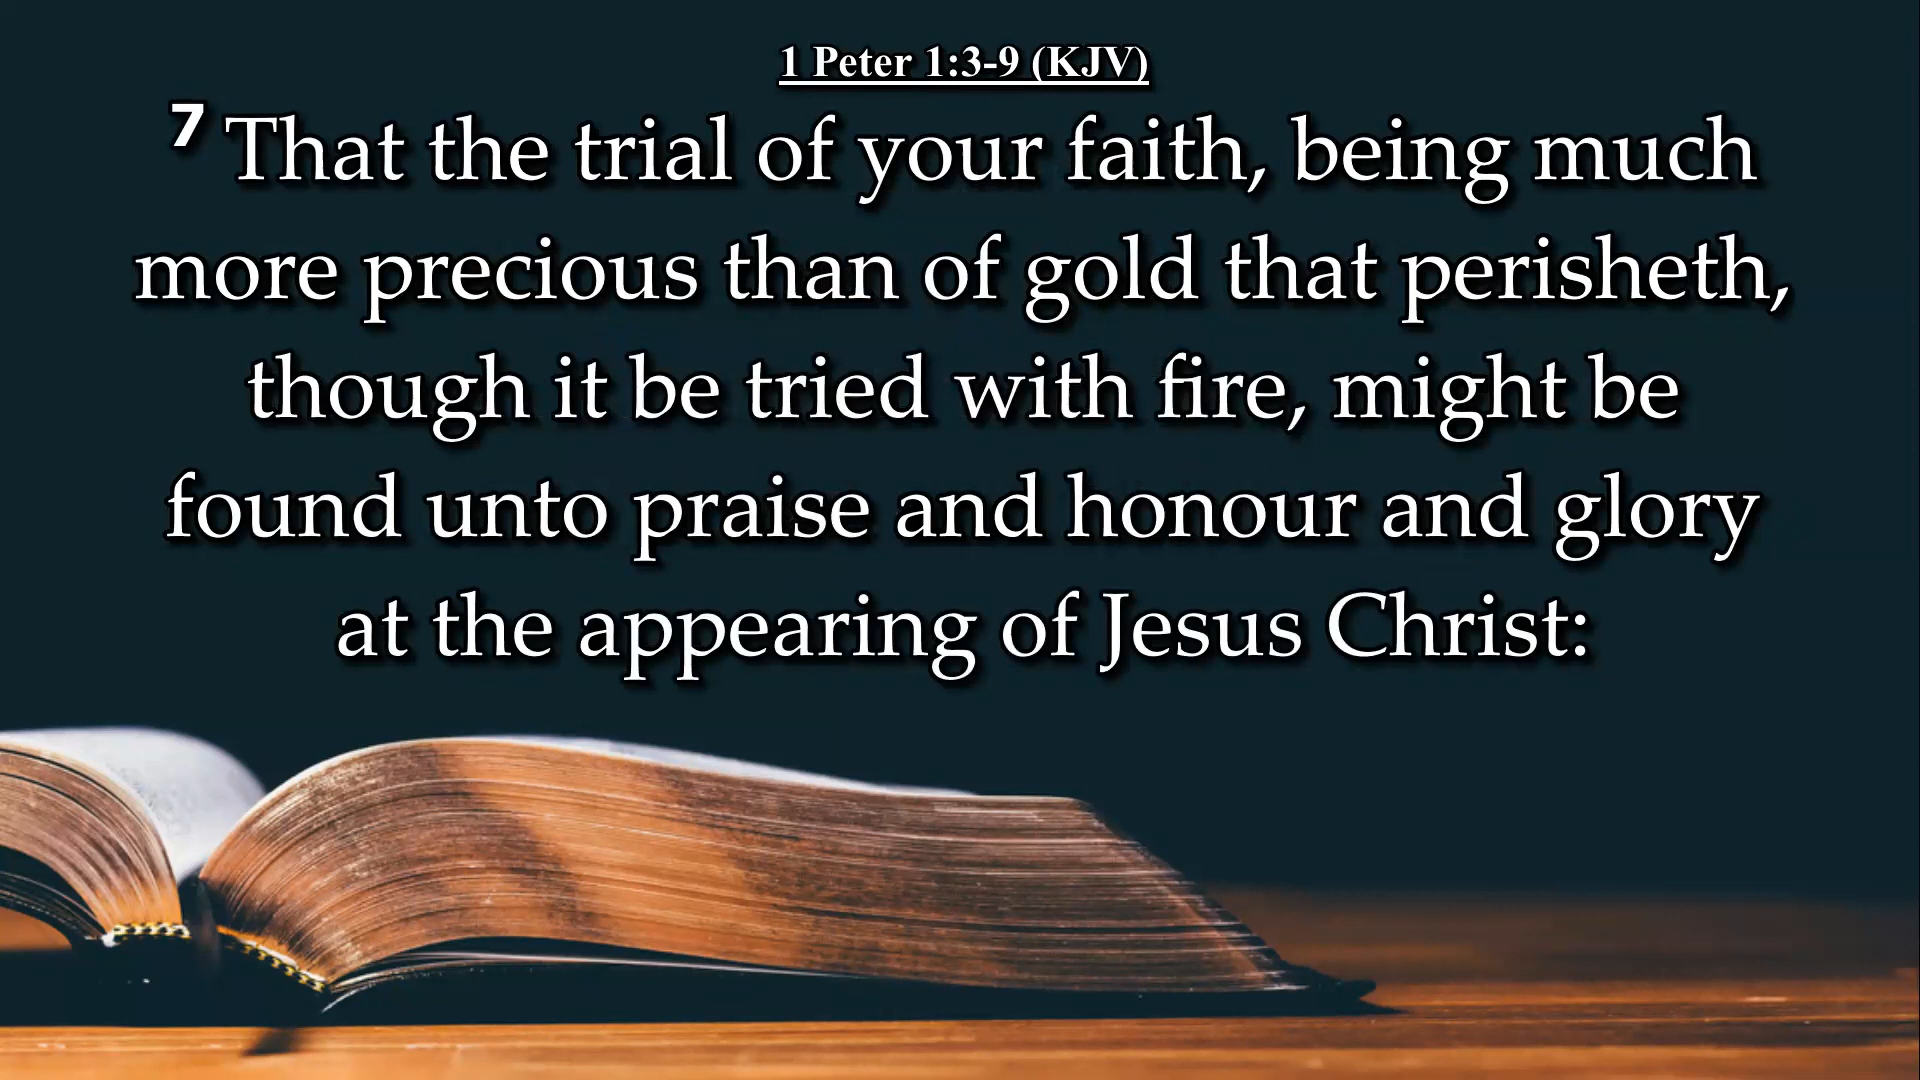 1 Peter 1:3-9 (KJV)
7 That the trial of your faith, being much
more precious than of gold that perisheth,
though it be tried with fire, might be
found unto praise and honour and glory
at the appearing of Jesus Christ: